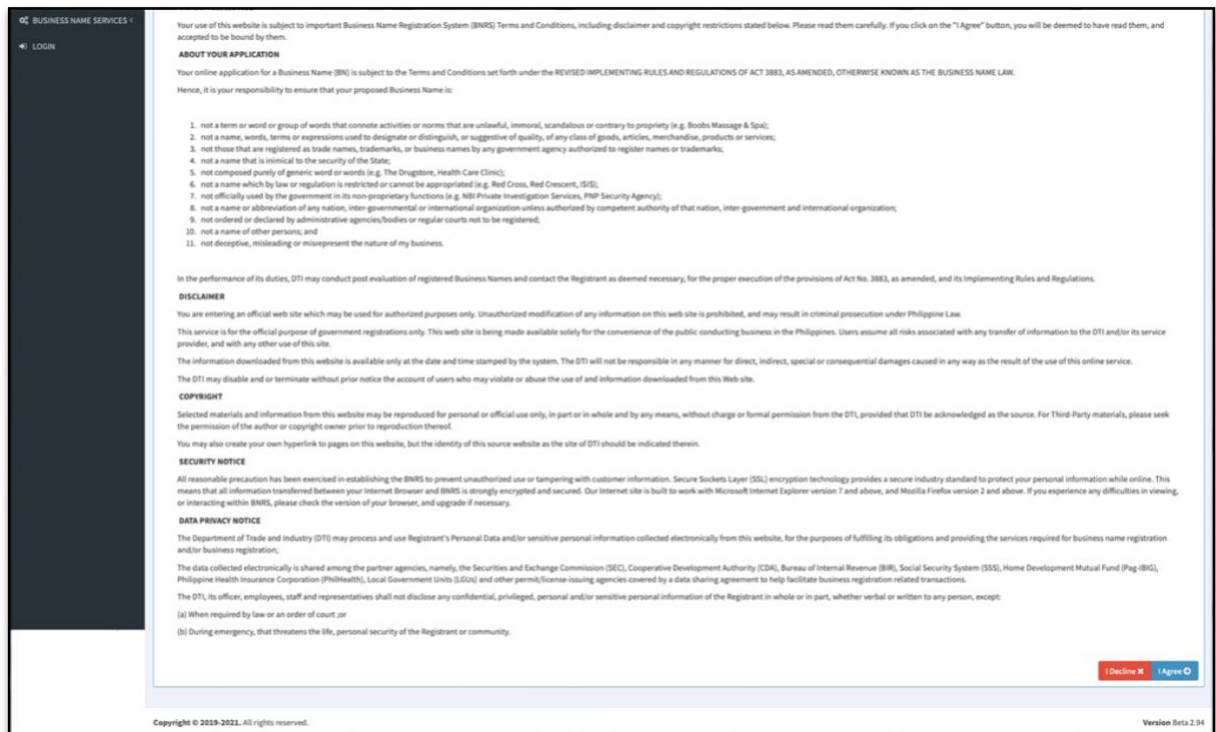 BUSINESS NAME SERVICES <
LOGIN
Your use of this website is subject to important Business Name Registration System (BNRS) Terms and Conditions, including disclaimer and copyright restrictions stated below. Please read them carefully. If you click on the "I Agree" button, you will be deemed to have read them, and
accepted to be bound by them.
ABOUT YOUR APPLICATION
Your online application for a Business Name (BN) is subject to the Terms and Conditions set forth under the REVISED IMPLEMENTING RULES AND REGULATIONS OF ACT 3883, AS AMENDED, OTHERWISE KNOWN AS THE BUSINESS NAME LAW.
Hence, it is your responsibility to ensure that your proposed Business Name is:
1. not a term or word or group of words that connote activities or norms that are unlawful, immoral, scandalous or contrary to propriety (e.g. Boobs Massage & Spa);
2. not a name, words, terms or expressions used to designate or distinguish, or suggestive of quality, of any class of goods, articles, merchandise, products or services;
3. not those that are registered as trade names, trademarks, or business names by any government agency authorized to register names or trademarks;
4. not a name that is inimical to the security of the State;
5. not composed purely of generic word or words (e.g. The Drugstore, Health Care Clinic);
6. not a name which by law or regulation is restricted or cannot be appropriated (e.g. Red Cross, Red Crescent, ISIS);
7. not officially used by the government in its non-proprietary functions (e.g. NBI Private Investigation Services, PNP Security Agency);
8. not a name or abbreviation of any nation, inter-governmental or international organization unless authorized by competent authority of that nation, inter-government and international organization;
9. not ordered or declared by administrative agencies/bodies or regular courts not to be registered;
10. not a name of other persons; and
11. not deceptive, misleading or misrepresent the nature of my business.
In the performance of its duties, DTI may conduct post evaluation of registered Business Names and contact the Registrant as deemed necessary, for the proper execution of the provisions of Act No. 3883, as amended, and its Implementing Rules and Regulations.
DISCLAIMER
You are entering an official web site which may be used for authorized purposes only. Unauthorized modification of any information on this web site is prohibited, and may result in criminal prosecution under Philippine Law.
This service is for the official purpose of government registrations only. This web site is being made available solely for the convenience of the public conducting business in the Philippines. Users assume all risks associated with any transfer of information to the DTI and/or its service
provider, and with any other use of this site.
The information downloaded from this website is available only at the date and time stamped by the system. The DTI will not be responsible in any manner for direct, indirect, special or consequential damages caused in any way as the result of the use of this online service.
The DTI may disable and or terminate without prior notice the account of users who may violate or abuse the use of and information downloaded from this Web site.
COPYRIGHT
Selected materials and information from this website may be reproduced for personal or official use only, in part or in whole and by any means, without charge or formal permission from the DTI, provided that DTI be acknowledged as the source. For Third-Party materials, please seek
the permission of the author or copyright owner prior to reproduction thereof.
You may also create your own hyperlink to pages on this website, but the identity of this source website as the site of DTI should be indicated therein.
SECURITY NOTICE
All reasonable precaution has been exercised in establishing the BNRS to prevent unauthorized use or tampering with customer information. Secure Sockets Layer (SSL) encryption technology provides a secure industry standard to protect your personal information while online. This
means that all information transferred between your Internet Browser and BNRS is strongly encrypted and secured. Our Internet site is built to work with Microsoft Internet Explorer version 7 and above, and Mozilla Firefox version 2 and above. If you experience any difficulties in viewing,
or interacting within BNRS, please check the version of your browser, and upgrade if necessary.
DATA PRIVACY NOTICE
The Department of Trade and Industry (DTI) may process and use Registrant's Personal Data and/or sensitive personal information collected electronically from this website, for the purposes of fulfilling its obligations and providing the services required for business name registration
and/or business registration;
The data collected electronically is shared among the partner agencies, namely, the Securities and Exchange Commission (SEC), Cooperative Development Authority (CDA), Bureau of Internal Revenue (BIR), Social Security System (SSS), Home Development Mutual Fund (Pag-IBIG),
Philippine Health Insurance Corporation (PhilHealth), Local Government Units (LGUs) and other permit/license-issuing agencies covered by a data sharing agreement to help facilitate business registration related transactions.
The DTI, its officer, employees, staff and representatives shall not disclose any confidential, privileged, personal and/or sensitive personal information of the Registrant in whole or in part, whether verbal or written to any person, except:
(a) When required by law or an order of court ;or
(b) During emergency, that threatens the life, personal security of the Registrant or community.
I Decline I Agree
Copyright © 2019-2021. All rights reserved. Version Beta 2.94